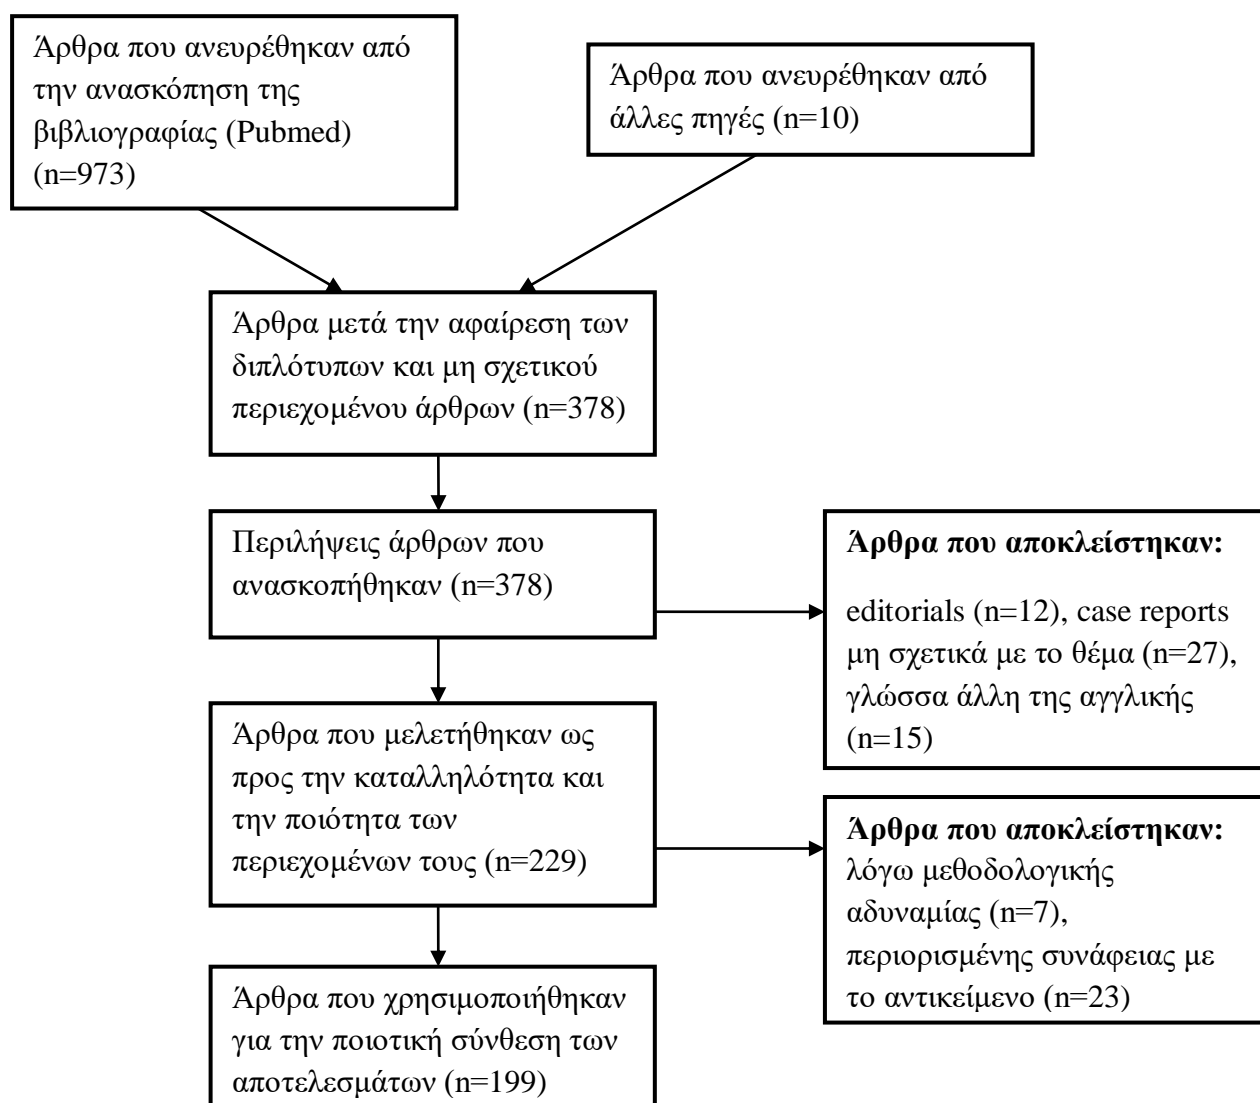 Άρθρα που ανευρέθηκαν από
την ανασκόπηση της
βιβλιογραφίας (Pubmed)
(n=973)
Άρθρα που ανευρέθηκαν από
άλλες πηγές (n=10)
Άρθρα μετά την αφαίρεση των
διπλότυπων και μη σχετικού
περιεχομένου άρθρων (n=378)
Περιλήψεις άρθρων που
ανασκοπήθηκαν (n=378)
Άρθρα που αποκλείστηκαν:
editorials (n=12), case reports
μη σχετικά με το θέμα (n=27),
γλώσσα άλλη της αγγλικής
(n=15)
Άρθρα που μελετήθηκαν ως
προς την καταλληλότητα και
την ποιότητα των
περιεχομένων τους (n=229)
Άρθρα που αποκλείστηκαν:
λόγω μεθοδολογικής
αδυναμίας (n=7),
περιορισμένης συνάφειας με
το αντικείμενο (n=23)
Άρθρα που χρησιμοποιήθηκαν
για την ποιοτική σύνθεση των
αποτελεσμάτων (n=199)